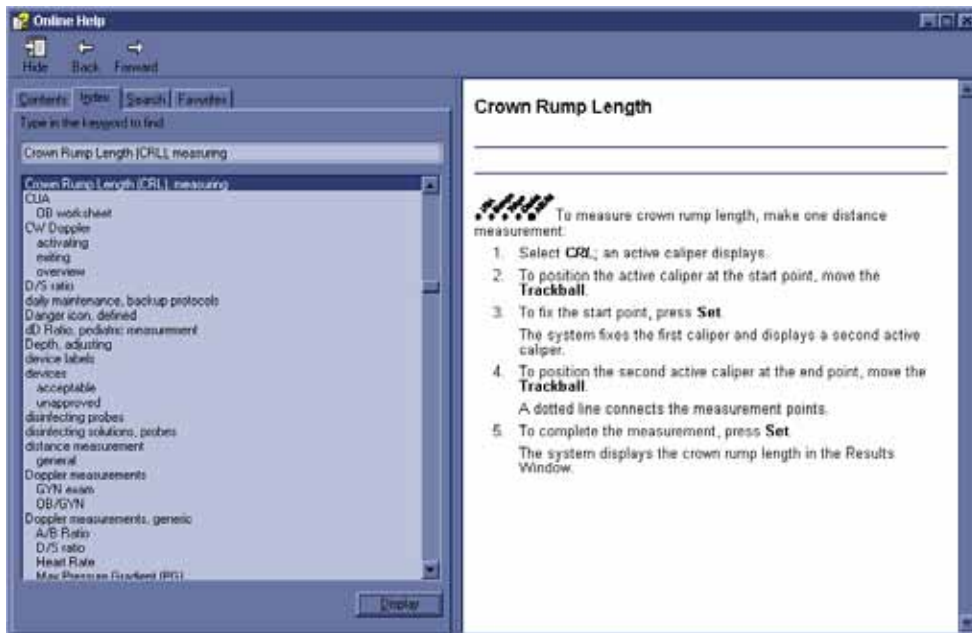 Online Help
Hide Back Forward
Contents Index Search Favorites
Type in the keyword to find
Crown Rump Length (CRL), measuring
Crown Rump Length (CRL), measuring
CUA
OB worksheet
CW Doppler
activating
exiting
overview
D/S ratio
daily maintenance, backup protocols
Danger icon, defined
dD Ratio, pediatric measurement
Depth, adjusting
device labels
devices
acceptable
unapproved
disinfecting probes
disinfecting solutions, probes
distance measurement
general
Doppler measurements
GYN exam
OB/GYN
Doppler measurements, generic
A/B Ratio
D/S ratio
Heart Rate
Max Pressure Gradient (PG)
Display
Crown Rump Length
To measure crown rump length, make one distance
measurement:
1. Select CRL; an active caliper displays.
2. To position the active caliper at the start point, move the
Trackball.
3. To fix the start point, press Set.
The system fixes the first caliper and displays a second active
caliper.
4. To position the second active caliper at the end point, move the
Trackball.
A dotted line connects the measurement points.
5. To complete the measurement, press Set.
The system displays the crown rump length in the Results
Window.